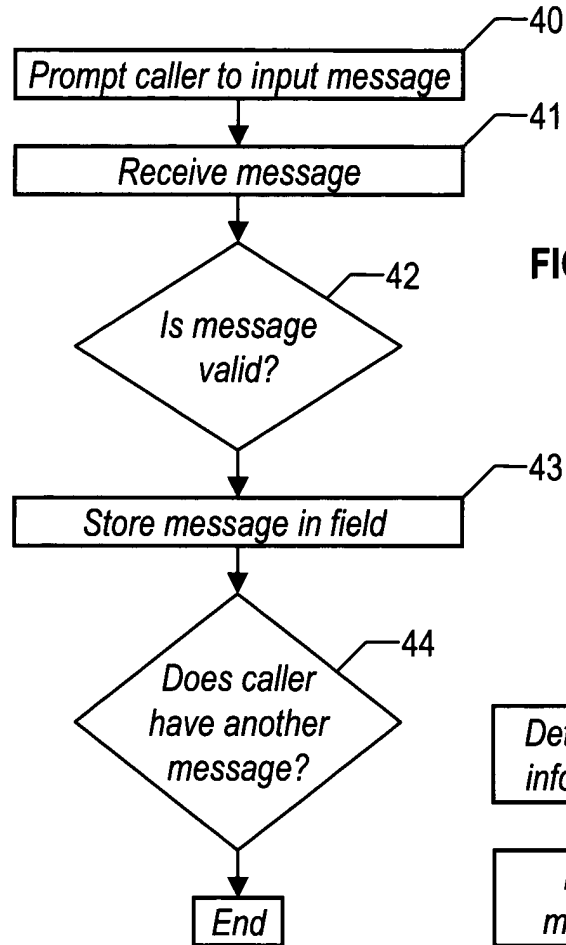 40
Prompt caller to input message
41
Receive message
42
Is message
valid?
43
Store message in field
44
Does caller
have another
message?
End